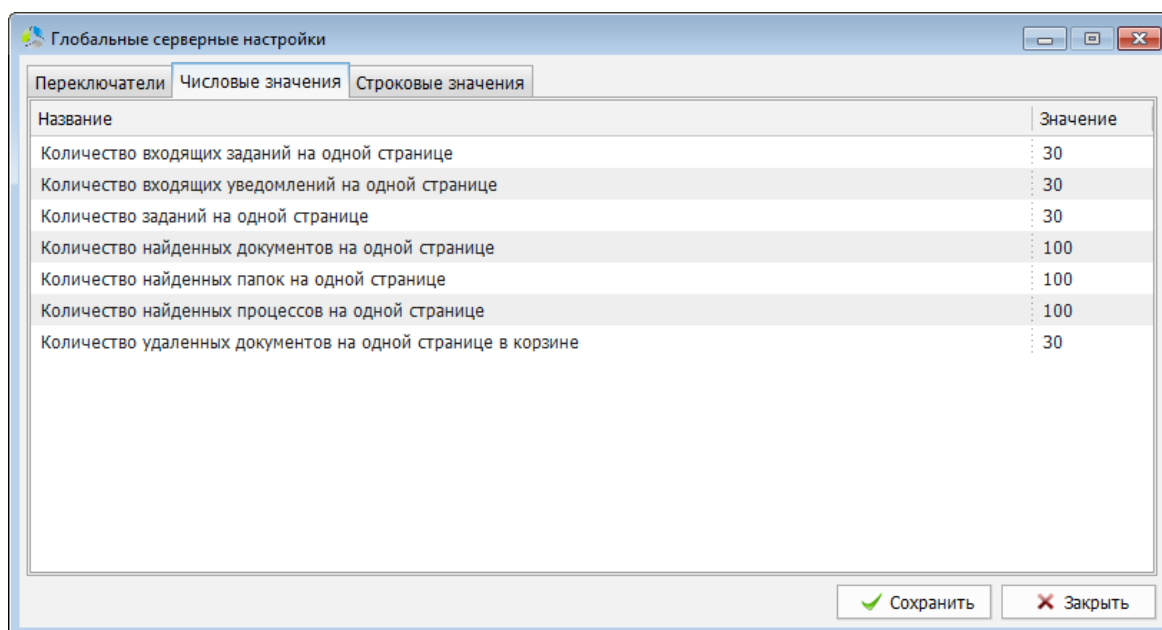 Глобальные серверные настройки
Переключатели Числовые значения Строковые значения
Название Значение
Количество входящих заданий на одной странице 30
Количество входящих уведомлений на одной странице 30
Количество заданий на одной странице 30
Количество найденных документов на одной странице 100
Количество найденных папок на одной странице 100
Количество найденных процессов на одной странице 100
Количество удаленных документов на одной странице в корзине 30
Сохранить Закрыть